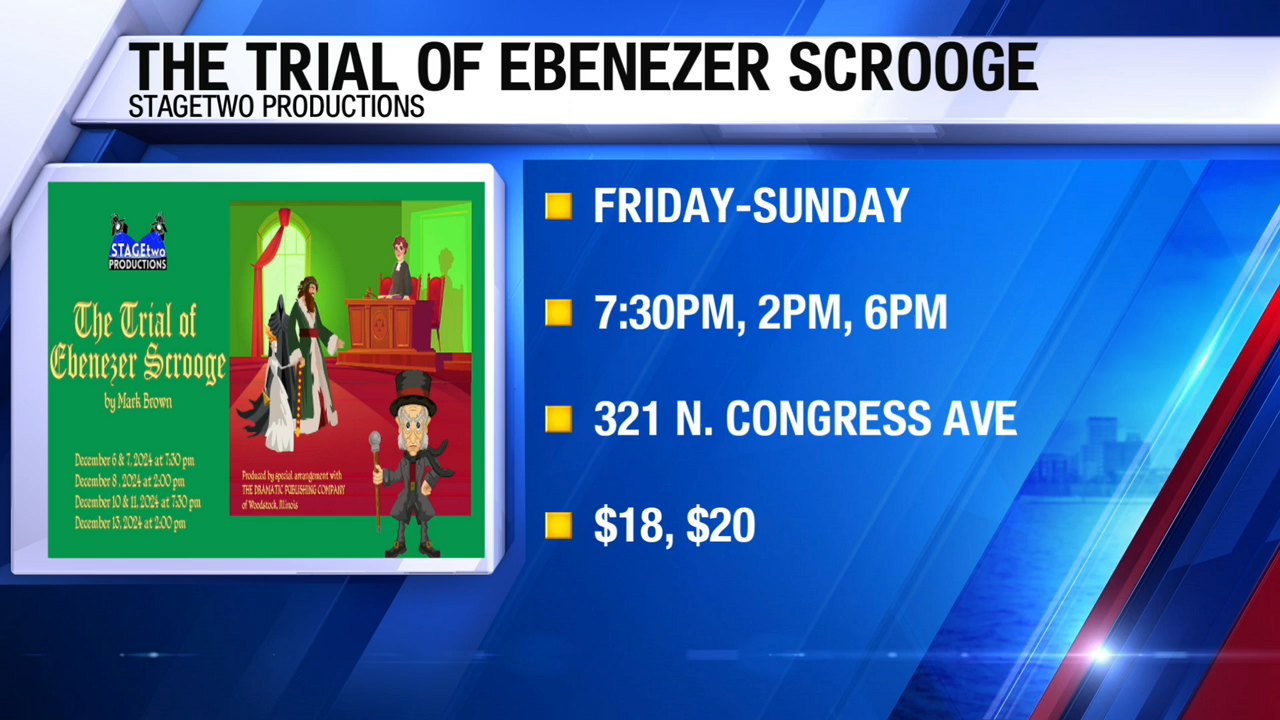 THE TRIAL OF EBENEZER SCROOGE
STAGETWO PRODUCTIONS
STAGEtwo
PRODUCTIONS
The Trial of
Ebenezer Scrooge
by Mark Brown
December 6 & 7, 2024 at 7:30 pm
December 8 , 2024 at 2:00 pm
December 10 & 11, 2024 at 7:30 pm
December 13, 2024 at 2:00 pm
Produced by special arrangement with
THE DRAMATIC PUBLISHING COMPANY
of Woodstock, Illinois
FRIDAY-SUNDAY
7:30PM, 2PM, 6PM
321 N. CONGRESS AVE
$18, $20